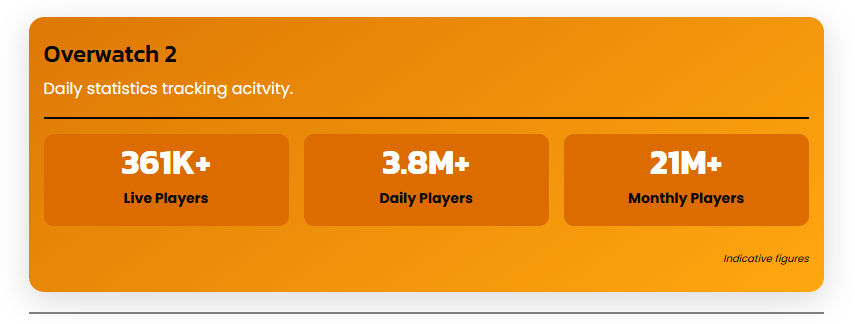 Overwatch 2
Daily statistics tracking acitvity.
361K+
Live Players
3.8M+
Daily Players
21M+
Monthly Players
Indicative figures